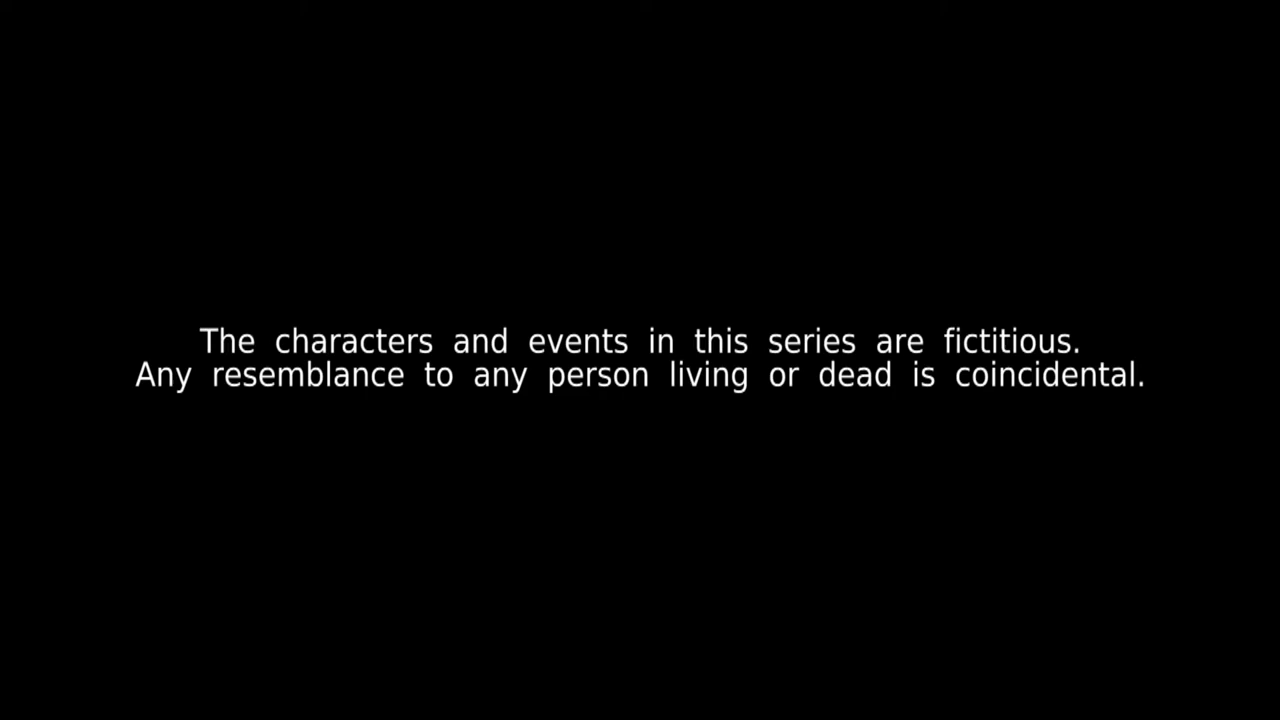 The characters and events in this series are fictitious.
Any resemblance to any person living or dead is coincidental.